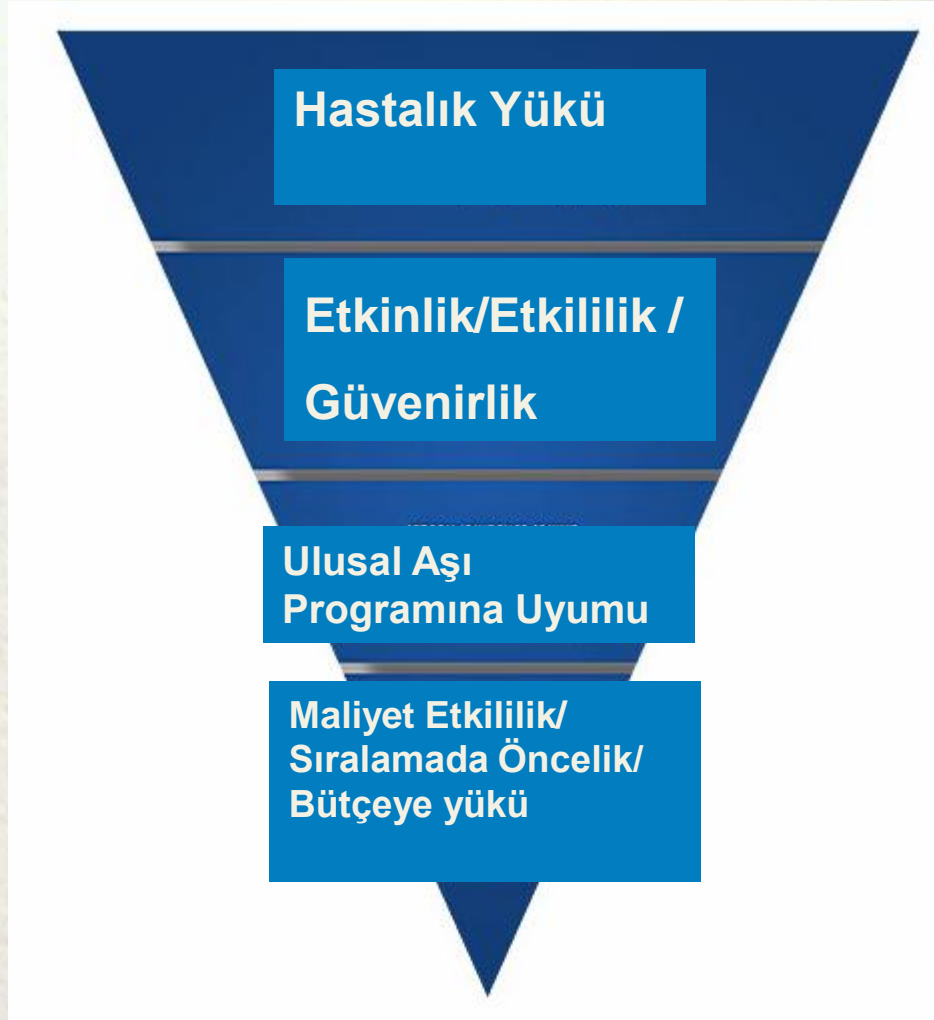 Hastalık Yükü
Etkinlik/Etkililik /
Güvenirlik
Ulusal Aşı
Programına Uyumu
Maliyet Etkililik/
Sıralamada Öncelik/
Bütçeye yükü